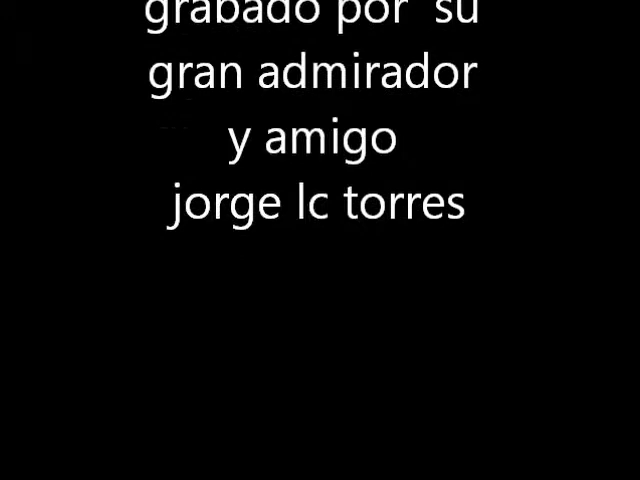 grabado por su
gran admirador
y amigo
jorge lc torres